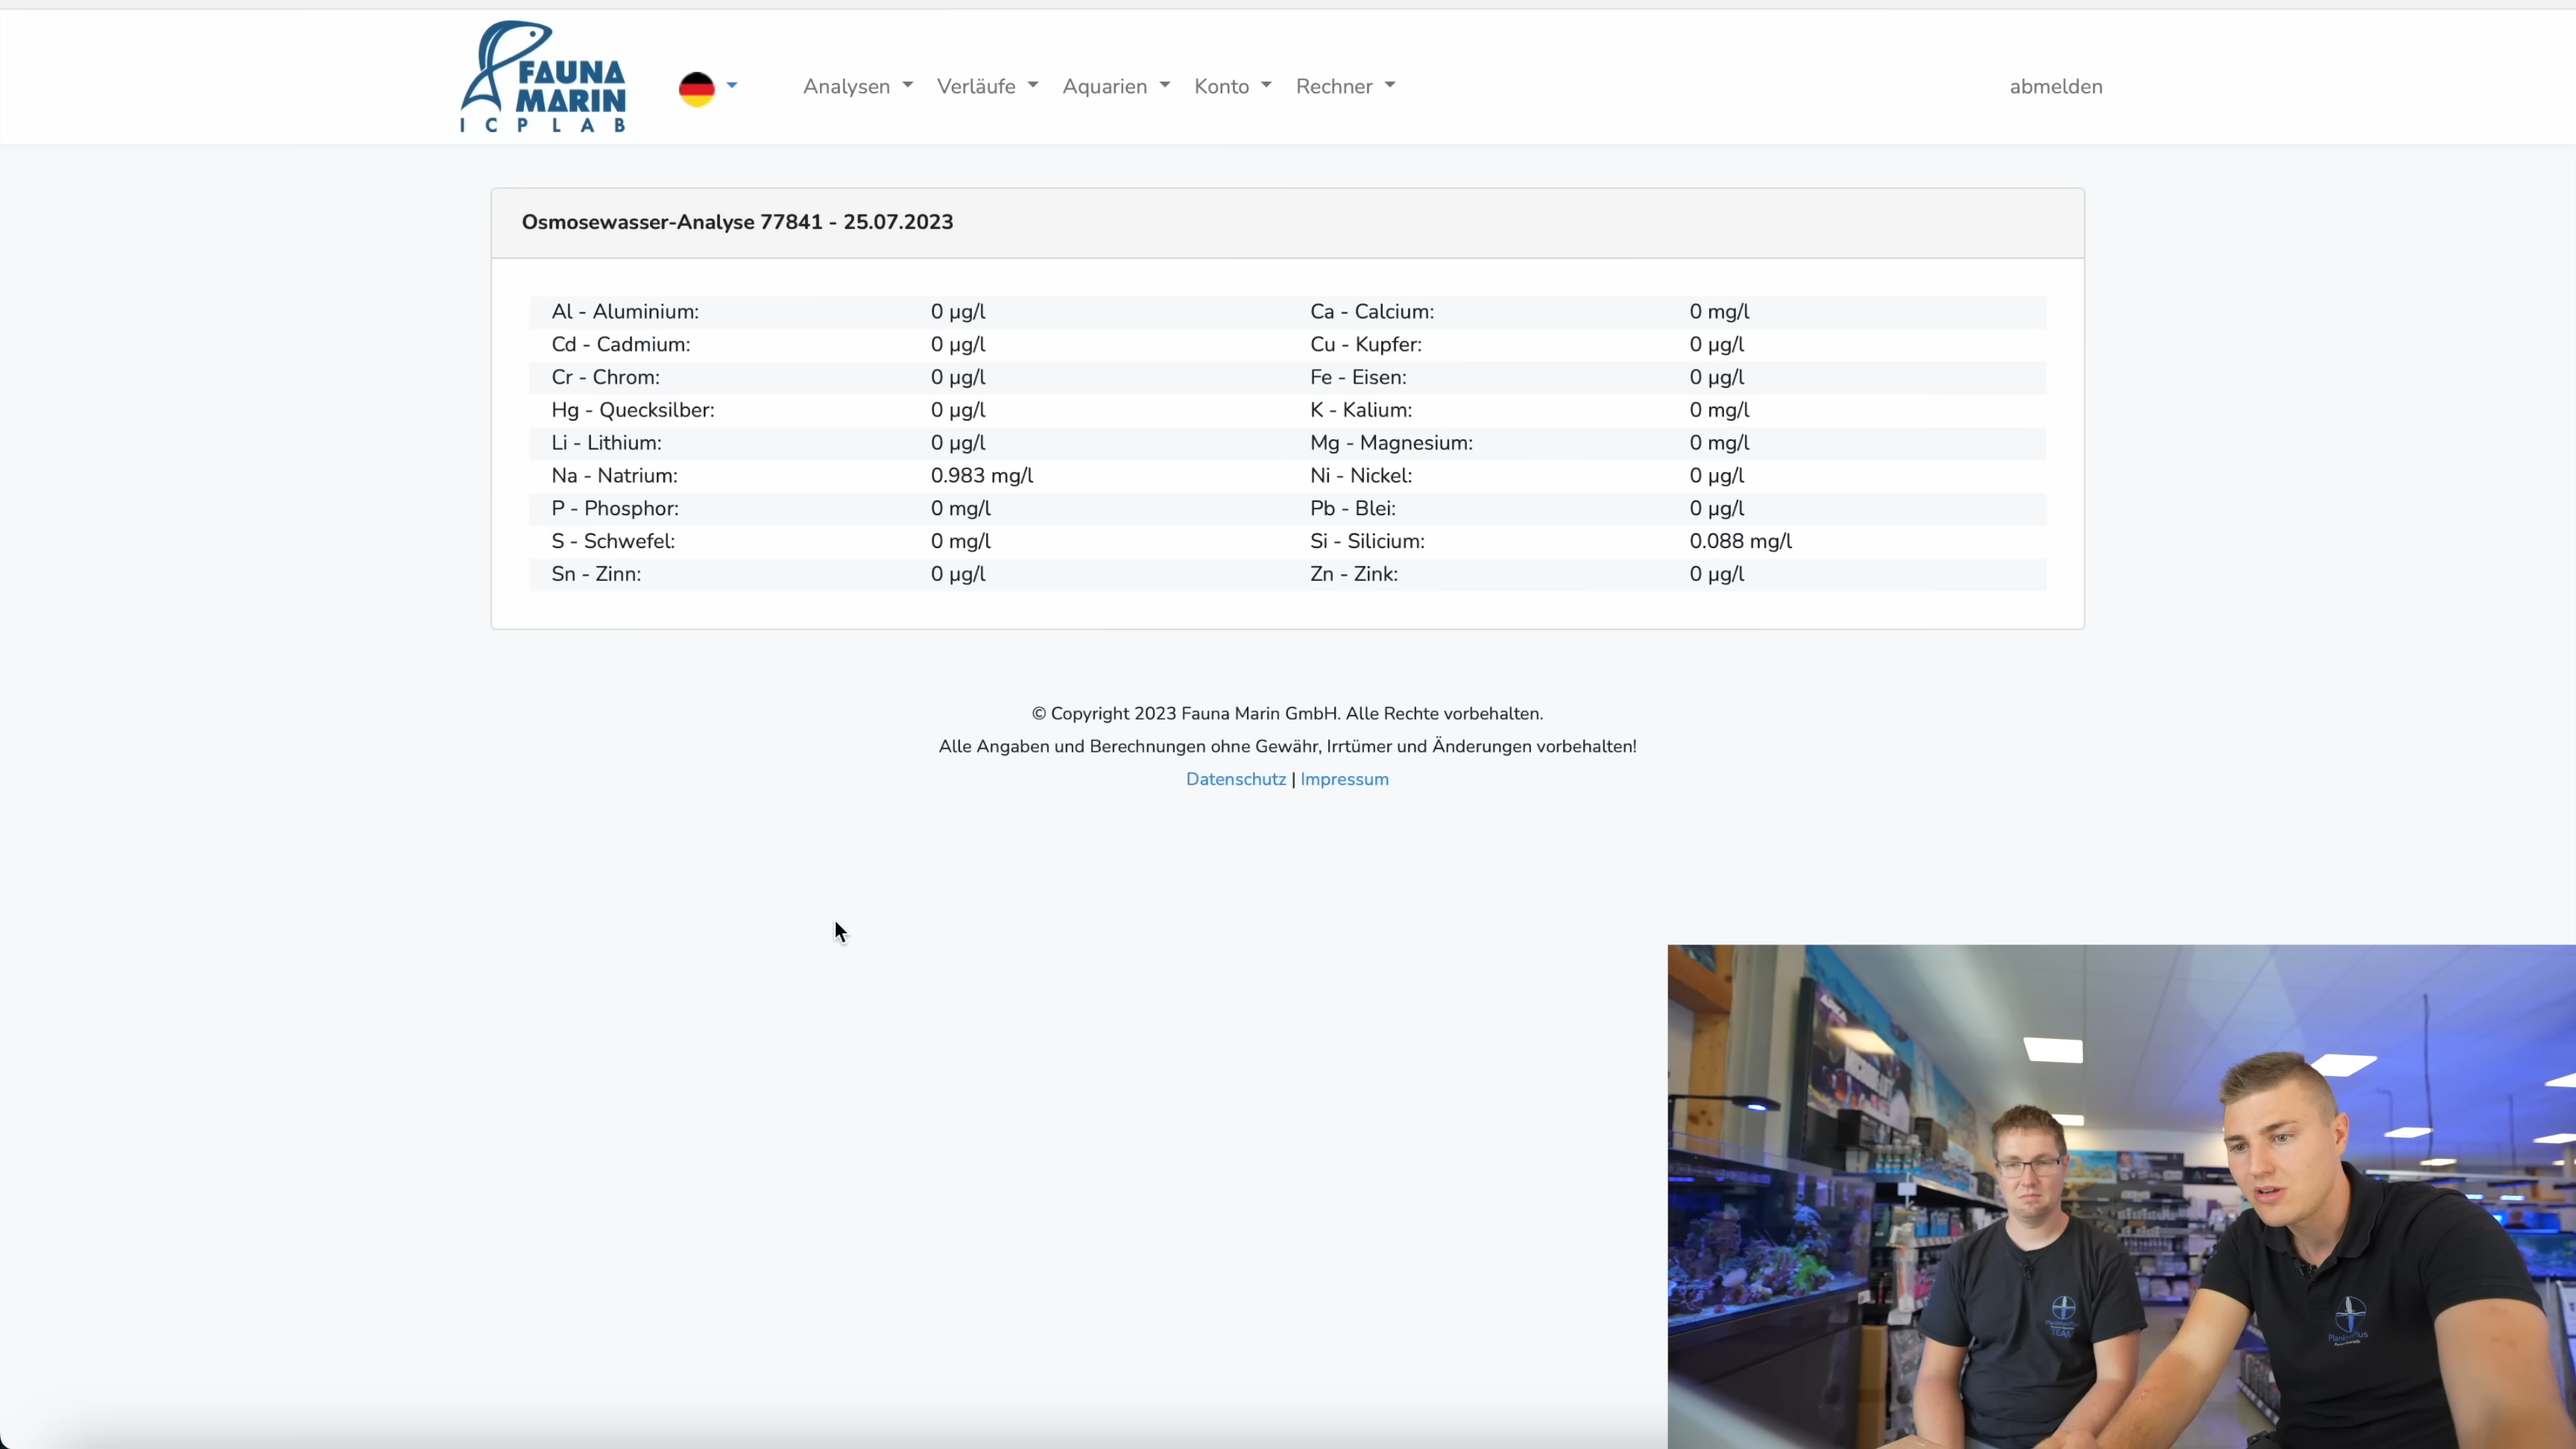 FAUNA
MARIN
ICPLAB
Analysen
Verläufe
Aquarien
Konto
Rechner
abmelden
Osmosewasser-Analyse 77841 - 25.07.2023
Al - Aluminium: 0 µg/l Ca - Calcium: 0 mg/l
Cd - Cadmium: 0 µg/l Cu - Kupfer: 0 µg/l
Cr - Chrom: 0 µg/l Fe - Eisen: 0 µg/l
Hg - Quecksilber: 0 µg/l K - Kalium: 0 mg/l
Li - Lithium: 0 µg/l Mg - Magnesium: 0 mg/l
Na - Natrium: 0.983 mg/l Ni - Nickel: 0 µg/l
P - Phosphor: 0 mg/l Pb - Blei: 0 µg/l
S - Schwefel: 0 mg/l Si - Silicium: 0.088 mg/l
Sn - Zinn: 0 µg/l Zn - Zink: 0 µg/l
© Copyright 2023 Fauna Marin GmbH. Alle Rechte vorbehalten.
Alle Angaben und Berechnungen ohne Gewähr, Irrtümer und Änderungen vorbehalten!
Datenschutz | Impressum
TEAM